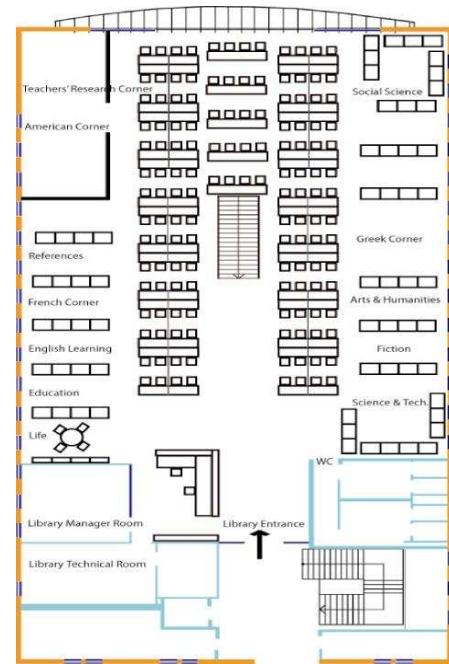 Teachers' Research Corner
Social Science
American Corner
Greek Corner
References
French Corner
Arts & Humanities
English Learning
Fiction
Education
Science & Tech.
Life
WC
Library Manager Room
Library Entrance
Library Technical Room